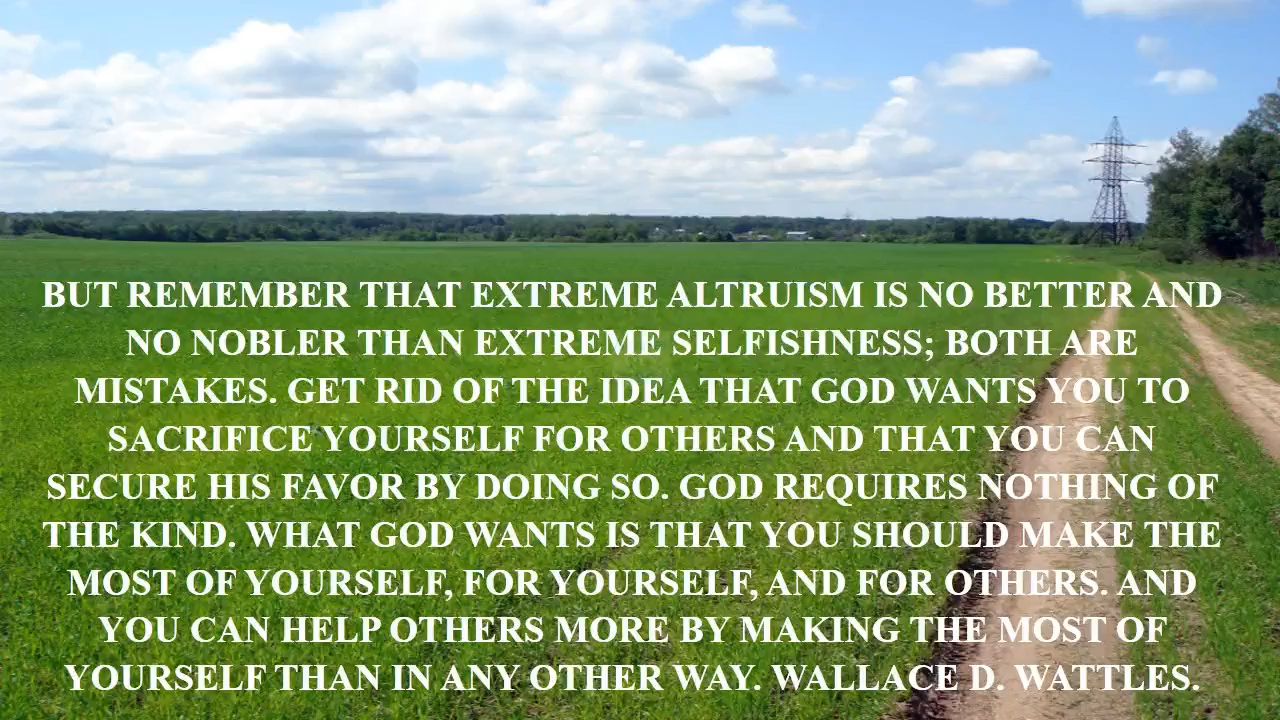 BUT REMEMBER THAT EXTREME ALTRUISM IS NO BETTER AND
NO NOBLER THAN EXTREME SELFISHNESS; BOTH ARE
MISTAKES. GET RID OF THE IDEA THAT GOD WANTS YOU TO
SACRIFICE YOURSELF FOR OTHERS AND THAT YOU CAN
SECURE HIS FAVOR BY DOING SO. GOD REQUIRES NOTHING OF
THE KIND. WHAT GOD WANTS IS THAT YOU SHOULD MAKE THE
MOST OF YOURSELF, FOR YOURSELF, AND FOR OTHERS. AND
YOU CAN HELP OTHERS MORE BY MAKING THE MOST OF
YOURSELF THAN IN ANY OTHER WAY. WALLACE D. WATTLES.